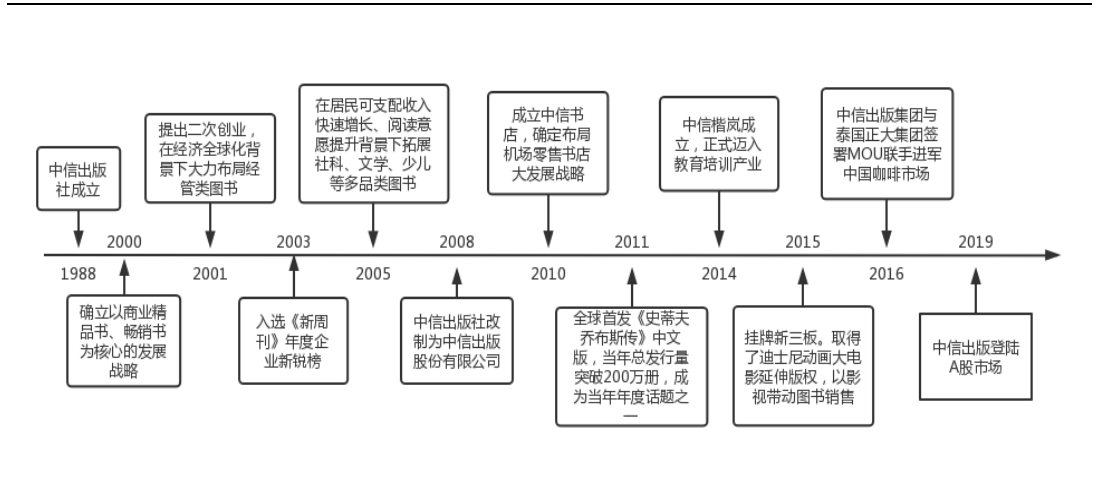 中信出版
社成立
提出二次创业，
在经济全球化背
景下大力布局经
管类图书
在居民可支配收入
快速增长、阅读意
愿提升背景下拓展
社科、文学、少儿
等多品类图书
成立中信书
店，确定布局
机场零售书店
大发展战略
中信楷岚成
立，正式迈入
教育培训产业
中信出版集团与
泰国正大集团签
署MOU联手进军
中国咖啡市场
2000
2003
2008
2011
2015
2019
1988
2001
2005
2010
2014
2016
确立以商业精
品书、畅销书
为核心的发展
战略
入选《新周
刊》年度企
业新锐榜
中信出版社改
制为中信出版
股份有限公司
全球首发《史蒂夫
乔布斯传》中文
版，当年总发行量
突破200万册，成
为当年年度话题之
一
挂牌新三板。取得
了迪士尼动画大电
影延伸版权，以影
视带动图书销售
中信出版登陆
A股市场